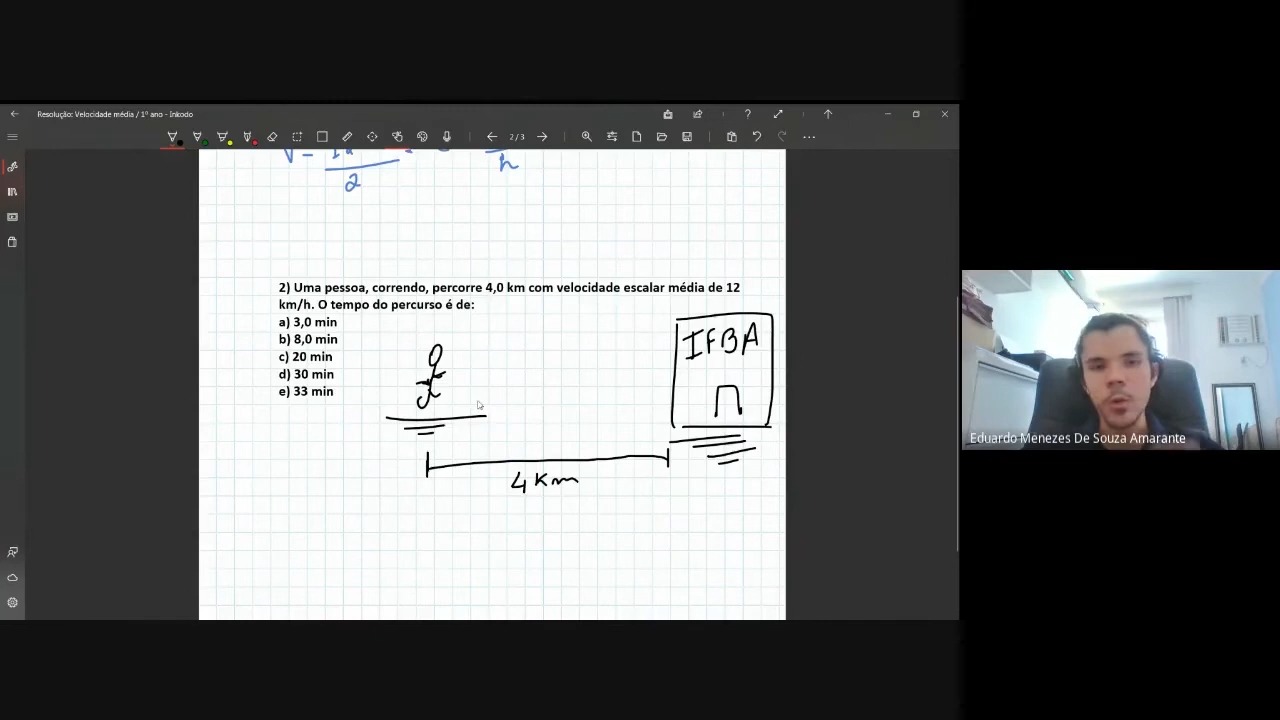 Resolução: Velocidade média / 1º ano - Inkodo
2/3
V =
2
h
2) Uma pessoa, correndo, percorre 4,0 km com velocidade escalar média de 12
km/h. O tempo do percurso é de:
a) 3,0 min
b) 8,0 min
c) 20 min
d) 30 min
e) 33 min
IFBA
4 Km
Eduardo Menezes De Souza Amarante